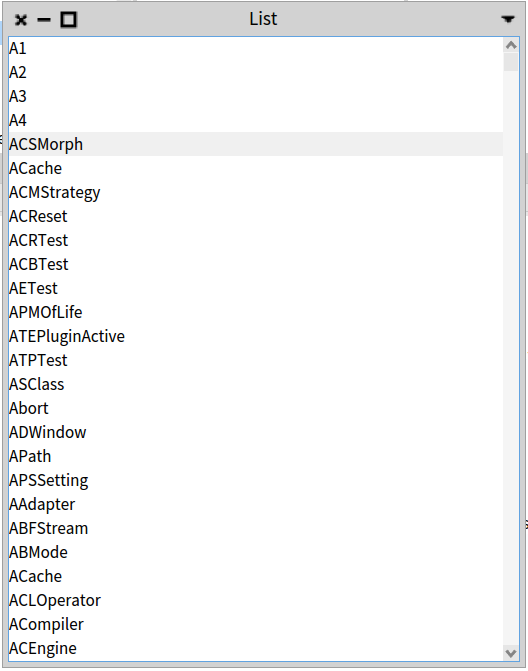 List
A1
A2
A3
A4
ACSMorph
ACache
ACMStrategy
ACReset
ACRTest
ACBTest
AETest
APMOfLife
ATEPluginActive
ATPTest
ASClass
Abort
ADWindow
APath
APSSetting
AAdapter
ABFStream
ABMode
ACache
ACLOperator
ACompiler
ACEngine